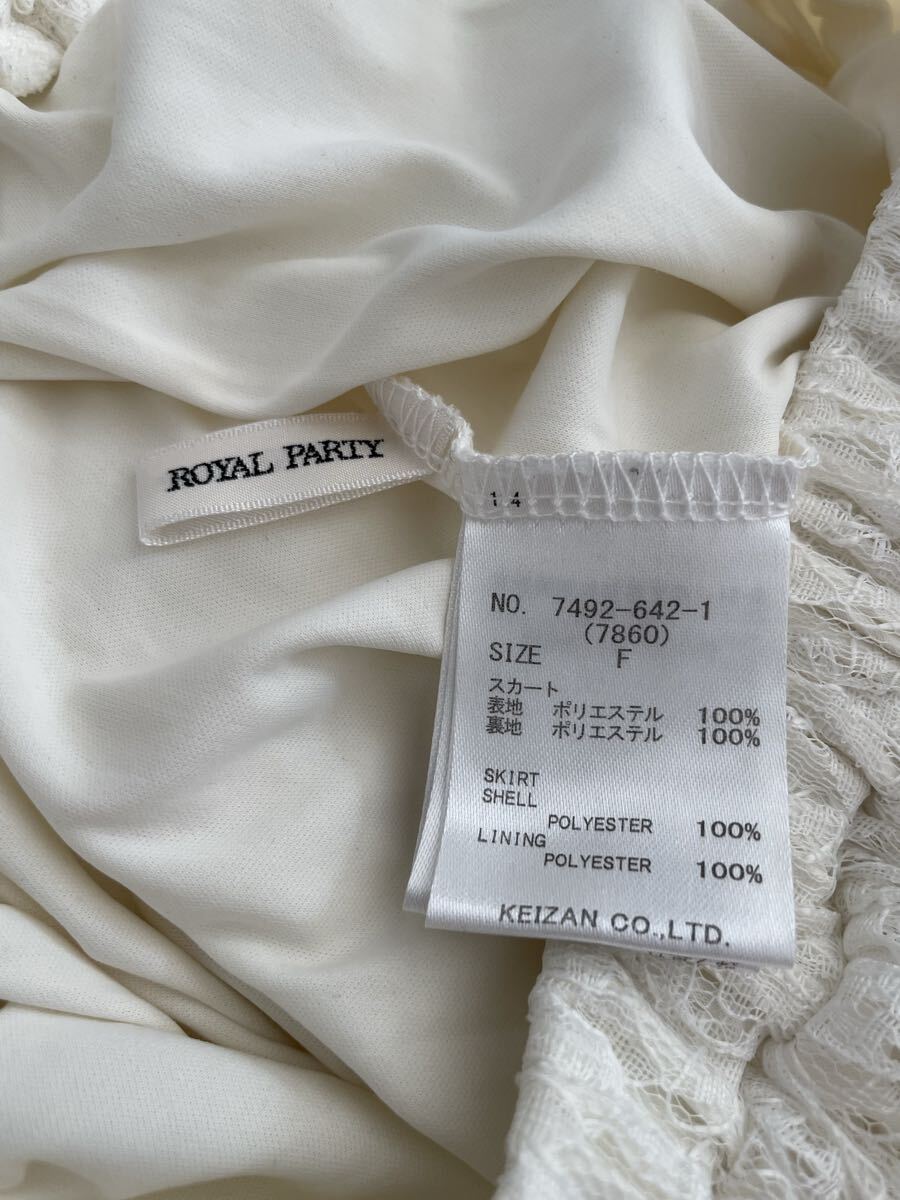 ROYAL PARTY
14
NO. 7492-642-1
(7860)
SIZE F
スカート
表地 ポリエステル 100%
裏地 ポリエステル 100%
SKIRT
SHELL
POLYESTER 100%
LINING
POLYESTER 100%
KEIZAN CO.,LTD.